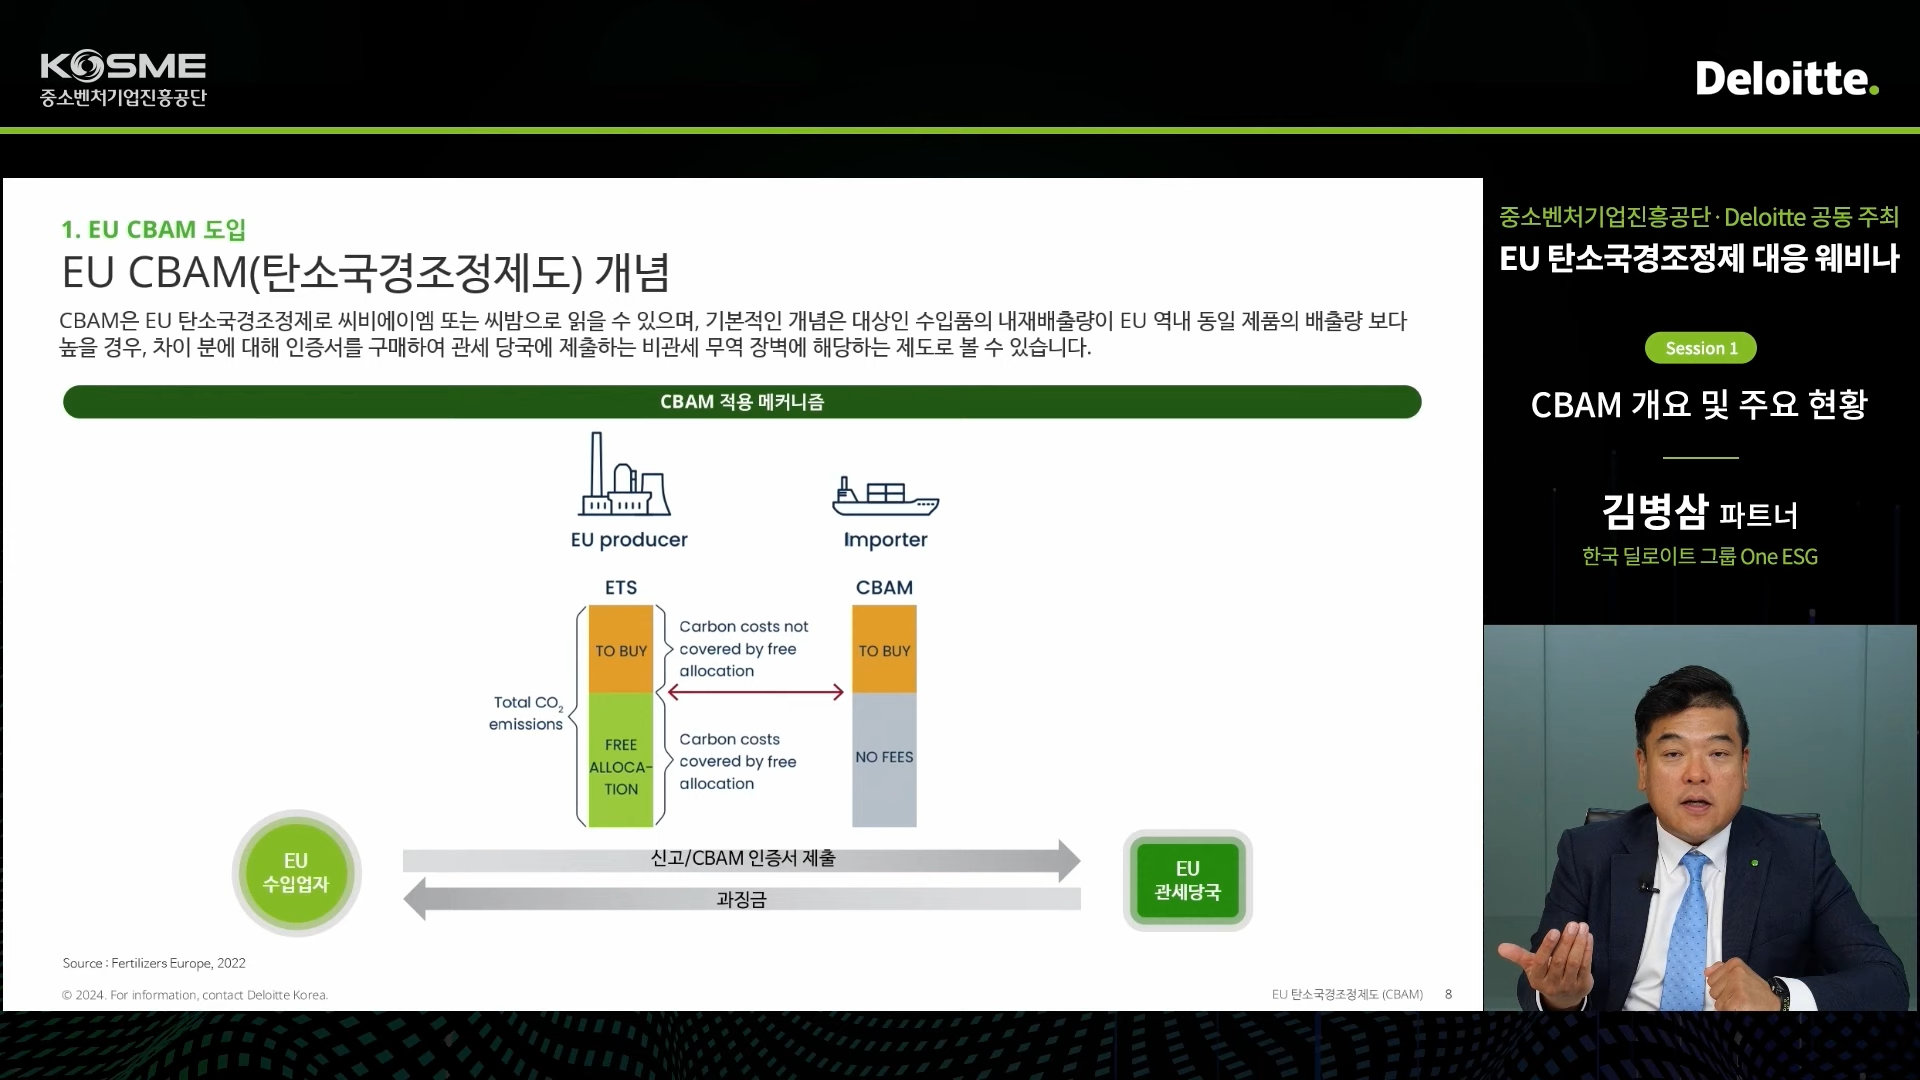 KOSME
중소벤처기업진흥공단
Deloitte.
1. EU CBAM 도입
EU CBAM(탄소국경조정제도) 개념
CBAM은 EU 탄소국경조정제로 씨비에이엠 또는 씨밤으로 읽을 수 있으며, 기본적인 개념은 대상인 수입품의 내재배출량이 EU 역내 동일 제품의 배출량 보다
높을 경우, 차이 분에 대해 인증서를 구매하여 관세 당국에 제출하는 비관세 무역 장벽에 해당하는 제도로 볼 수 있습니다.
CBAM 적용 메커니즘
EU producer
Importer
ETS
CBAM
TO BUY
Carbon costs not
covered by free
allocation
TO BUY
Total CO₂
emissions
FREE
ALLOCA-
TION
Carbon costs
covered by free
allocation
NO FEES
EU
수입업자
신고/CBAM 인증서 제출
과징금
EU
관세당국
Source : Fertilizers Europe, 2022
© 2024. For information, contact Deloitte Korea.
EU 탄소국경조정제도 (CBAM) 8
중소벤처기업진흥공단 · Deloitte 공동 주최
EU 탄소국경조정제 대응 웨비나
Session 1
CBAM 개요 및 주요 현황
김병삼 파트너
한국 딜로이트 그룹 One ESG